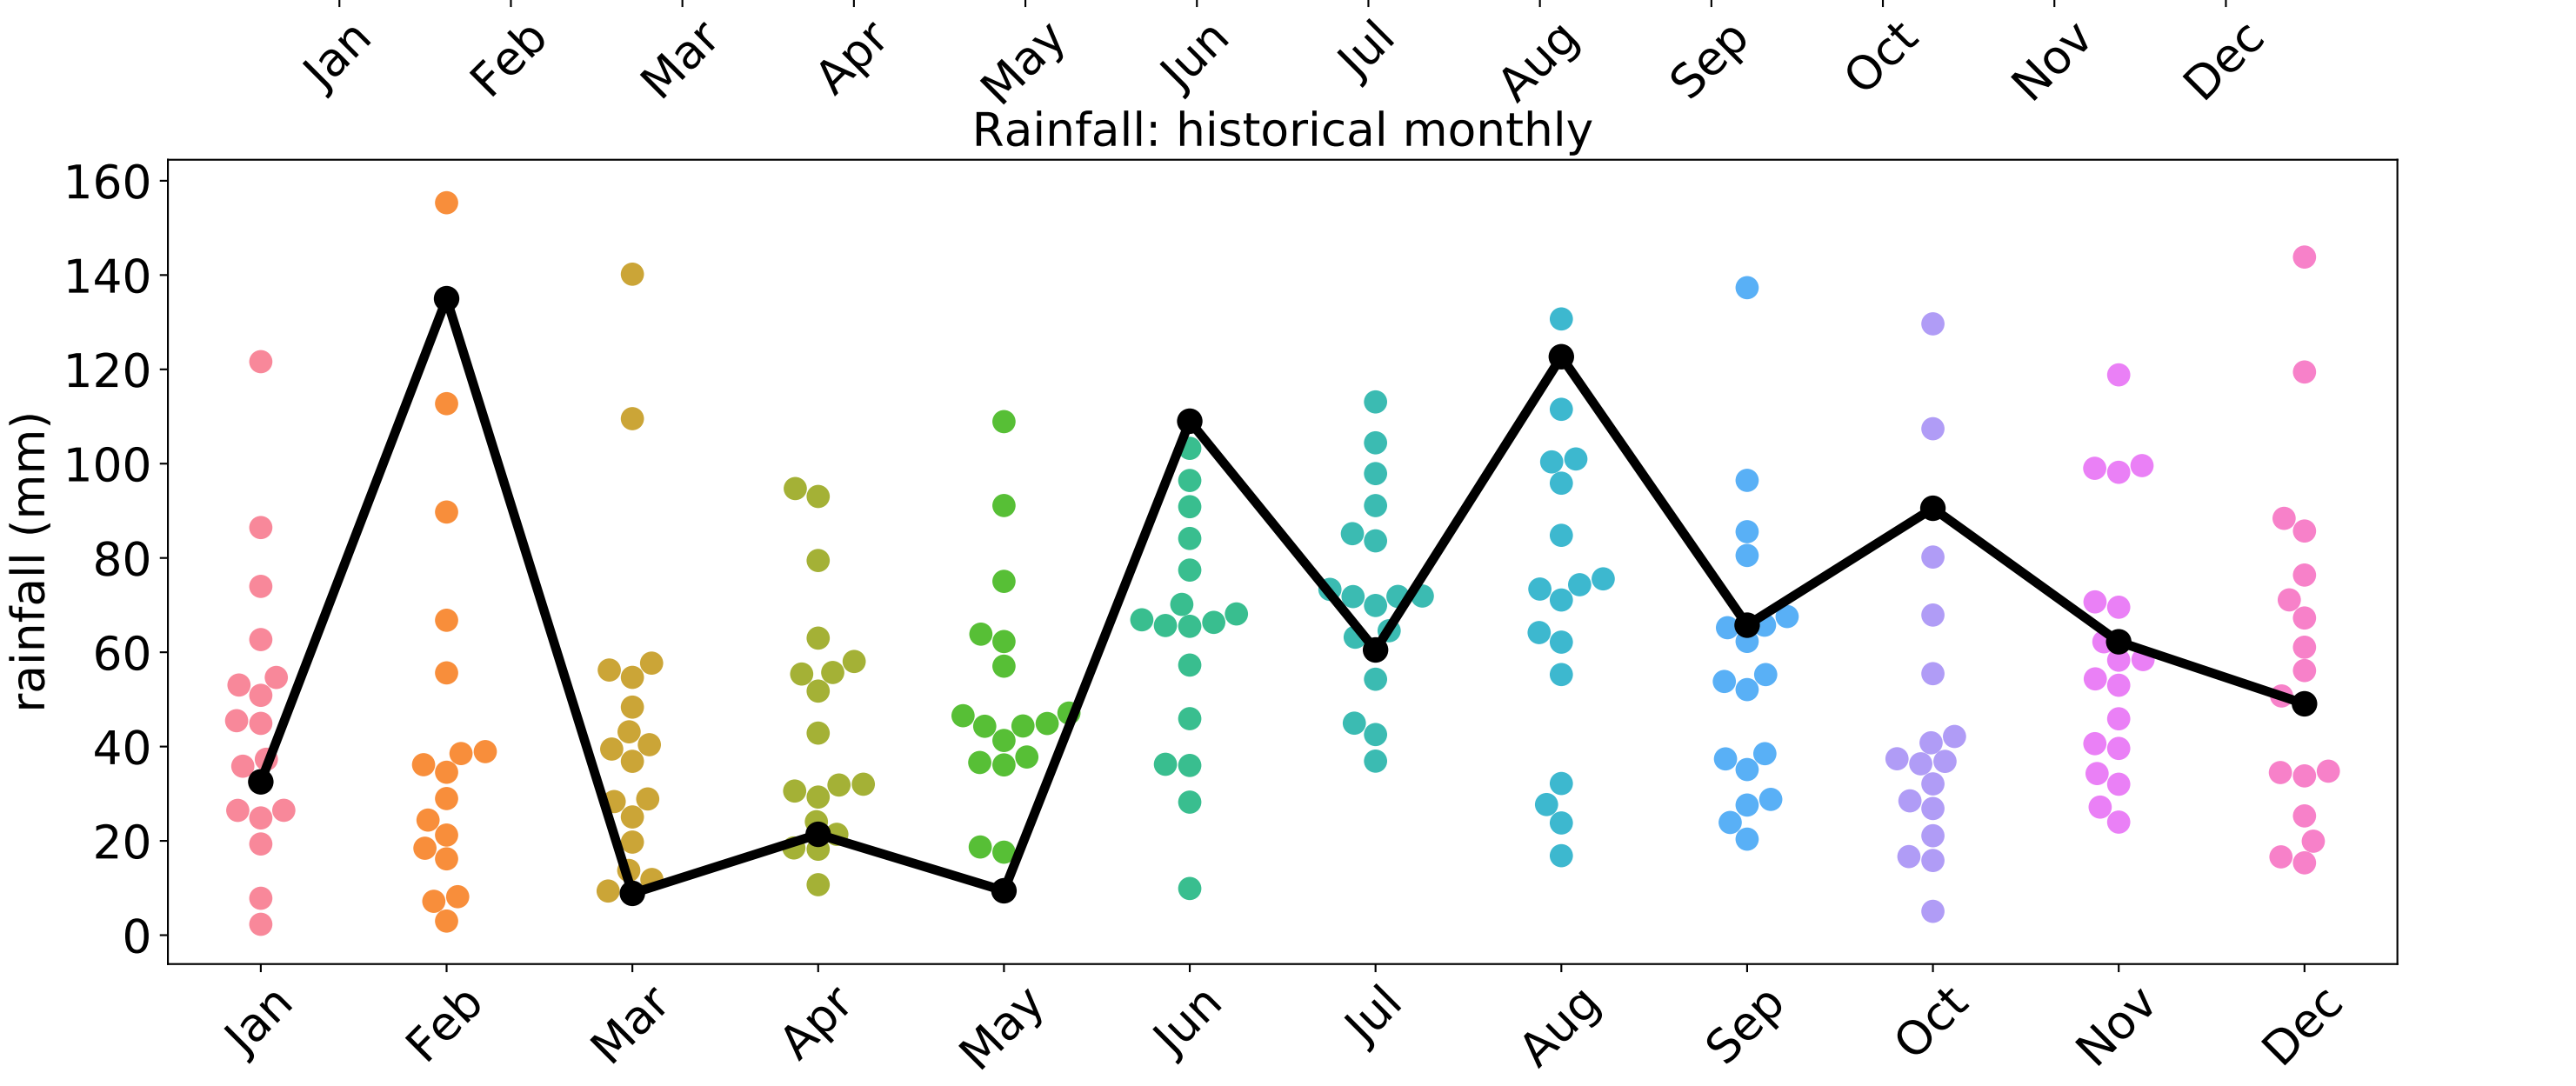 Jan Feb Mar Apr May Jun Jul Aug Sep Oct Nov Dec
Rainfall: historical monthly
rainfall (mm)
160
140
120
100
80
60
40
20
0
Jan Feb Mar Apr May Jun Jul Aug Sep Oct Nov Dec